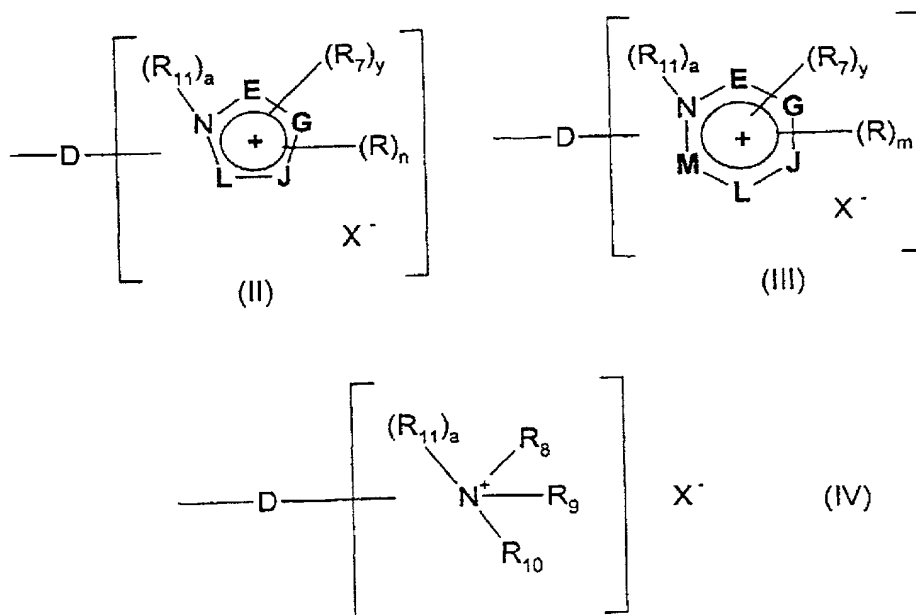 (R₁₁)ₐ E (R₇)y (R₁₁)ₐ E (R₇)y
N G N G
D + (R)ₙ D + (R)ₘ
L J M J
L
X⁻ X⁻
(II) (III)
(R₁₁)ₐ R₈
D N⁺ R₉ X⁻ (IV)
R₁₀